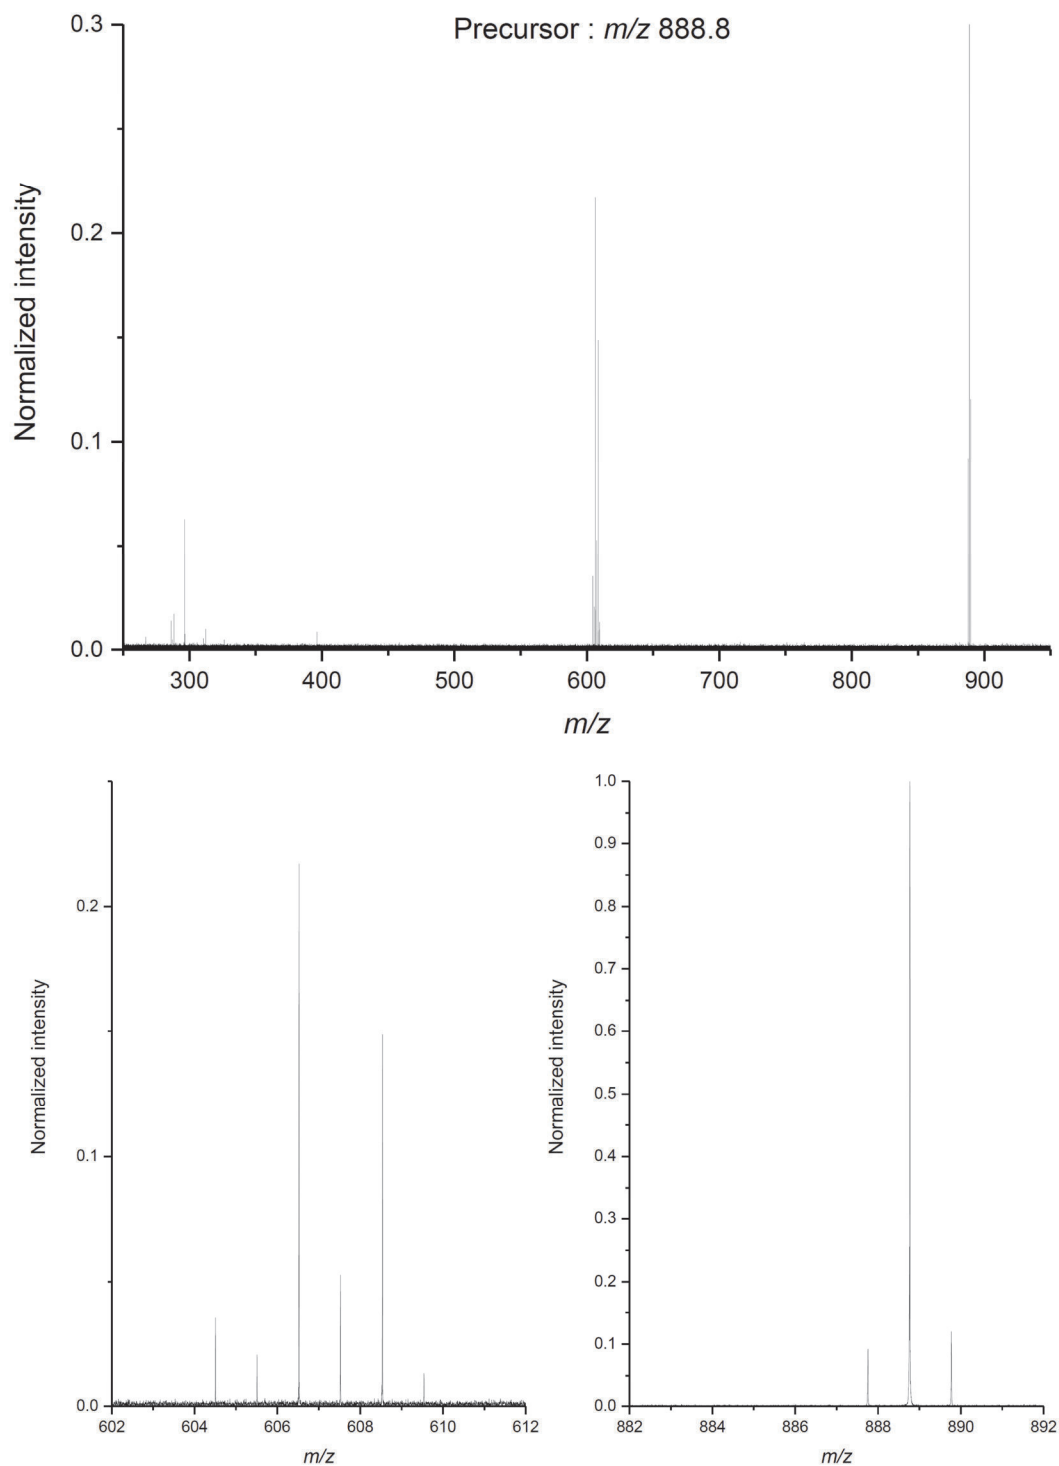 Precursor : m/z 888.8
Normalized intensity
0.3
0.2
0.1
0.0
300 400 500 600 700 800 900
m/z
Normalized intensity
0.2
0.1
0.0
602 604 606 608 610 612
m/z
Normalized intensity
1.0
0.9
0.8
0.7
0.6
0.5
0.4
0.3
0.2
0.1
0.0
882 884 886 888 890 892
m/z